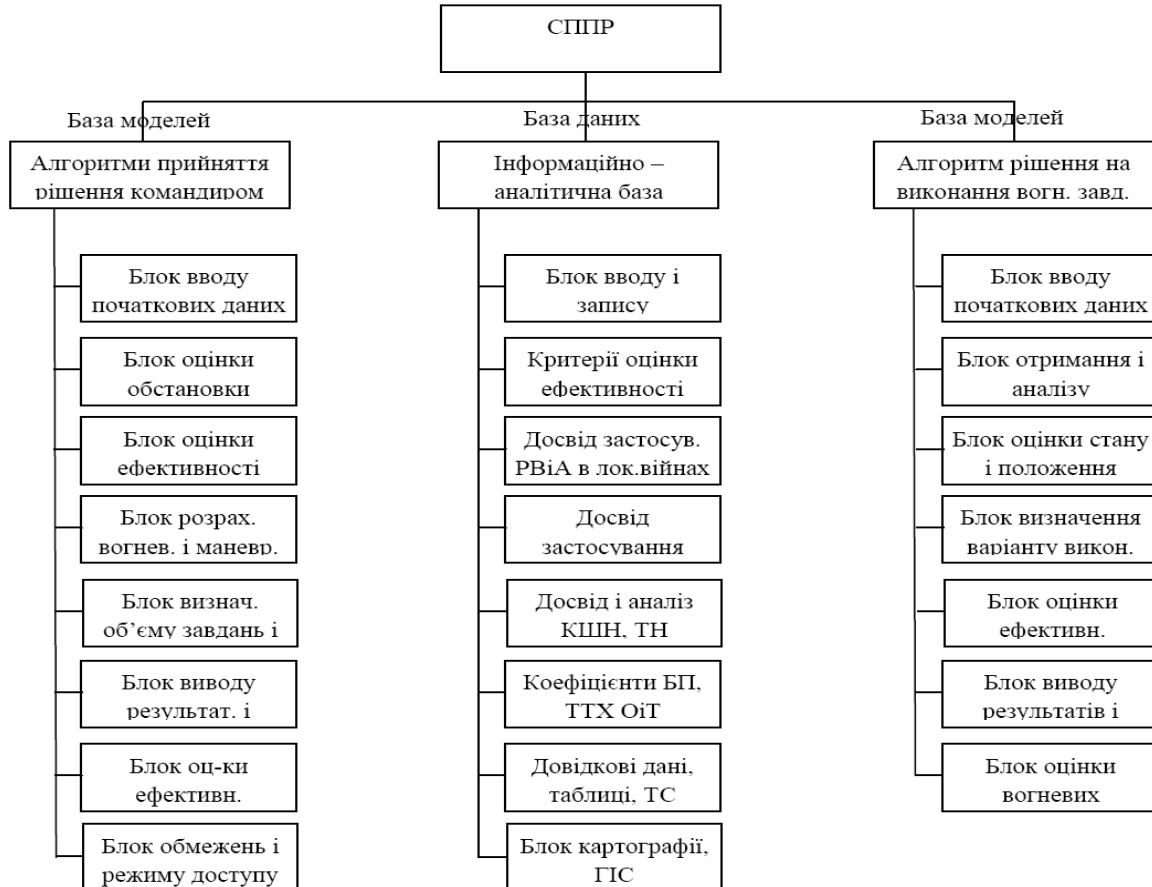 СППР
База моделей
Алгоритми прийняття
рішення командиром
Блок вводу
початкових даних
Блок оцінки
обстановки
Блок оцінки
ефективності
Блок розрах.
вогнев. і маневр.
Блок визнач.
об’єму завдань і
Блок виводу
результат. і
Блок оц-ки
ефективн.
Блок обмежень і
режиму доступу
База даних
Інформаційно –
аналітична база
Блок вводу і
запису
Критерії оцінки
ефективності
Досвід застосув.
РВіА в лок.війнах
Досвід
застосування
Досвід і аналіз
КШН, ТН
Коефіцієнти БП,
ТТХ ОіТ
Довідкові дані,
таблиці, ТС
Блок картографії,
ГІС
База моделей
Алгоритм рішення на
виконання вогн. завд.
Блок вводу
початкових даних
Блок отримання і
аналізу
Блок оцінки стану
і положення
Блок визначення
варіанту викон.
Блок оцінки
ефективн.
Блок виводу
результатів і
Блок оцінки
вогневих